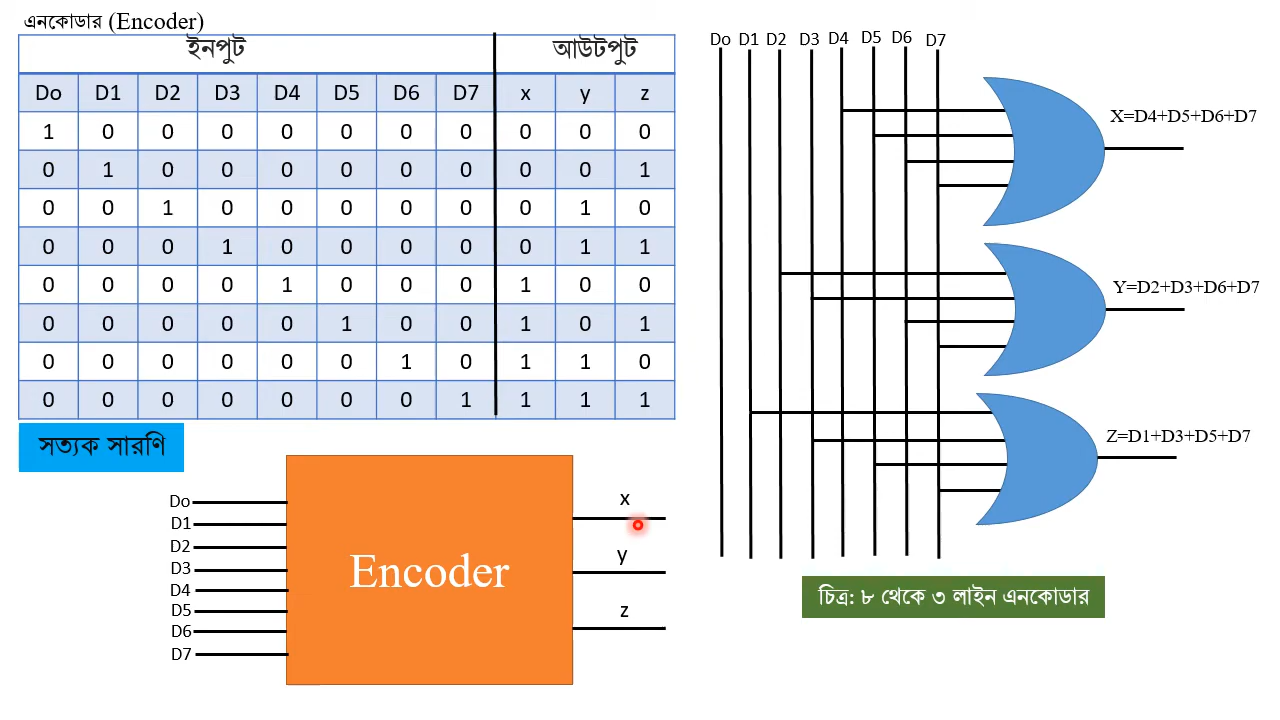 এনকোডার (Encoder)
ইনপুট আউটপুট
Do D1 D2 D3 D4 D5 D6 D7 x y z
1 0 0 0 0 0 0 0 0 0 0
0 1 0 0 0 0 0 0 0 0 1
0 0 1 0 0 0 0 0 0 1 0
0 0 0 1 0 0 0 0 0 1 1
0 0 0 0 1 0 0 0 1 0 0
0 0 0 0 0 1 0 0 1 0 1
0 0 0 0 0 0 1 0 1 1 0
0 0 0 0 0 0 0 1 1 1 1
সত্যক সারণি
Do
D1
D2
D3
D4
D5
D6
D7
Encoder
x
y
z
Do D1 D2 D3 D4 D5 D6 D7
X=D4+D5+D6+D7
Y=D2+D3+D6+D7
Z=D1+D3+D5+D7
চিত্র: ৮ থেকে ৩ লাইন এনকোডার